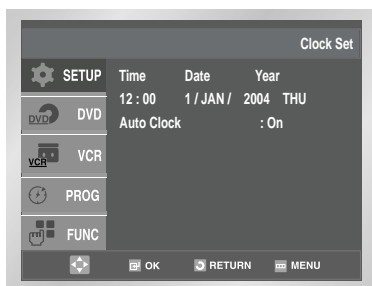 Clock Set
SETUP
DVD
DVD
VCR
VCR
PROG
FUNC
Time Date Year
12 : 00 1 / JAN / 2004 THU
Auto Clock : On
OK RETURN MENU